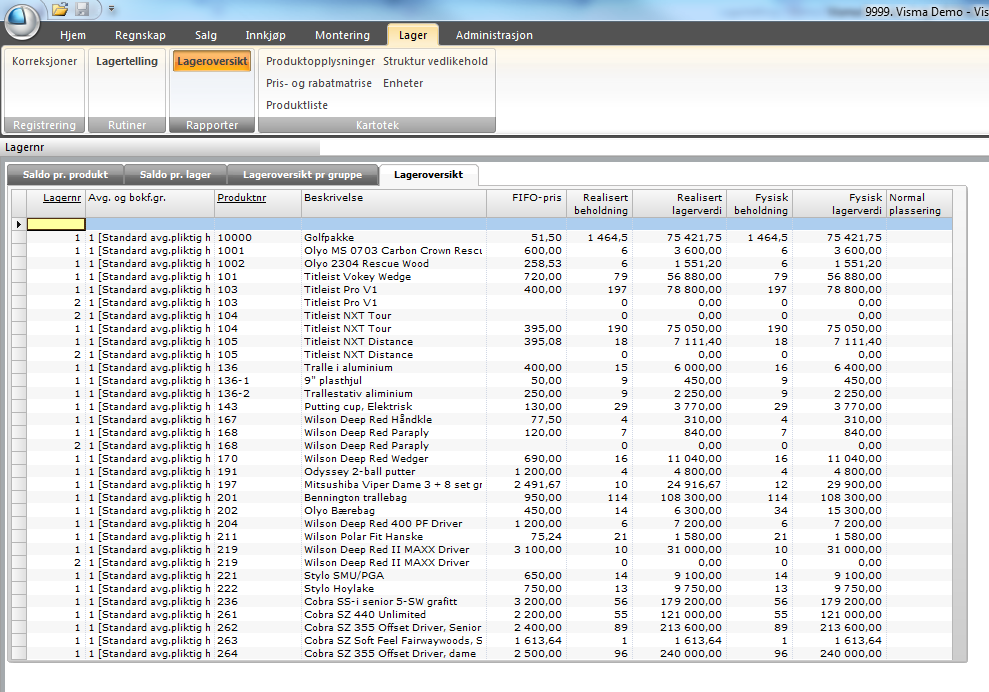 9999. Visma Demo - Vis
Hjem Regnskap Salg Innkjøp Montering Lager Administrasjon
Korreksjoner Lagertelling Lageroversikt Produktopplysninger Struktur vedlikehold
Pris- og rabatmatrise Enheter
Produktliste
Registrering Rutiner Rapporter Kartotek
Lagernr
Saldo pr. produkt Saldo pr. lager Lageroversikt pr gruppe Lageroversikt
Lagernr Avg. og bokf.gr. Produktnr Beskrivelse FIFO-pris Realisert beholdning Realisert lagerverdi Fysisk beholdning Fysisk lagerverdi Normal plassering
1 1 [Standard avg.pliktig h 10000 Golfpakke 51,50 1 464,5 75 421,75 1 464,5 75 421,75
1 1 [Standard avg.pliktig h 1001 Olyo MS 0703 Carbon Crown Rescu 600,00 6 3 600,00 6 3 600,00
1 1 [Standard avg.pliktig h 1002 Olyo 2304 Rescue Wood 258,53 6 1 551,20 6 1 551,20
1 1 [Standard avg.pliktig h 101 Titleist Vokey Wedge 720,00 79 56 880,00 79 56 880,00
1 1 [Standard avg.pliktig h 103 Titleist Pro V1 400,00 197 78 800,00 197 78 800,00
2 1 [Standard avg.pliktig h 103 Titleist Pro V1 0 0,00 0 0,00
2 1 [Standard avg.pliktig h 104 Titleist NXT Tour 0 0,00 0 0,00
1 1 [Standard avg.pliktig h 104 Titleist NXT Tour 395,00 190 75 050,00 190 75 050,00
1 1 [Standard avg.pliktig h 105 Titleist NXT Distance 395,08 18 7 111,40 18 7 111,40
2 1 [Standard avg.pliktig h 105 Titleist NXT Distance 0 0,00 0 0,00
1 1 [Standard avg.pliktig h 136 Tralle i aluminium 400,00 15 6 000,00 16 6 400,00
1 1 [Standard avg.pliktig h 136-1 9" plasthjul 50,00 9 450,00 9 450,00
1 1 [Standard avg.pliktig h 136-2 Trallestativ aliminium 250,00 9 2 250,00 9 2 250,00
1 1 [Standard avg.pliktig h 143 Putting cup, Elektrisk 130,00 29 3 770,00 29 3 770,00
1 1 [Standard avg.pliktig h 167 Wilson Deep Red Håndkle 77,50 4 310,00 4 310,00
1 1 [Standard avg.pliktig h 168 Wilson Deep Red Paraply 120,00 7 840,00 7 840,00
2 1 [Standard avg.pliktig h 168 Wilson Deep Red Paraply 0 0,00 0 0,00
1 1 [Standard avg.pliktig h 170 Wilson Deep Red Wedger 690,00 16 11 040,00 16 11 040,00
1 1 [Standard avg.pliktig h 191 Odyssey 2-ball putter 1 200,00 4 4 800,00 4 4 800,00
1 1 [Standard avg.pliktig h 197 Mitsushiba Viper Dame 3 + 8 set gr 2 491,67 10 24 916,67 12 29 900,00
1 1 [Standard avg.pliktig h 201 Bennington trallebag 950,00 114 108 300,00 114 108 300,00
1 1 [Standard avg.pliktig h 202 Olyo Bærebag 450,00 14 6 300,00 34 15 300,00
1 1 [Standard avg.pliktig h 204 Wilson Deep Red 400 PF Driver 1 200,00 6 7 200,00 6 7 200,00
1 1 [Standard avg.pliktig h 211 Wilson Polar Fit Hanske 75,24 21 1 580,00 21 1 580,00
1 1 [Standard avg.pliktig h 219 Wilson Deep Red II MAXX Driver 3 100,00 10 31 000,00 10 31 000,00
2 1 [Standard avg.pliktig h 219 Wilson Deep Red II MAXX Driver 0 0,00 0 0,00
1 1 [Standard avg.pliktig h 221 Stylo SMU/PGA 650,00 14 9 100,00 14 9 100,00
1 1 [Standard avg.pliktig h 222 Stylo Hoylake 750,00 13 9 750,00 13 9 750,00
1 1 [Standard avg.pliktig h 236 Cobra SS-i senior 5-SW grafitt 3 200,00 56 179 200,00 56 179 200,00
1 1 [Standard avg.pliktig h 261 Cobra SZ 440 Unlimited 2 200,00 55 121 000,00 55 121 000,00
1 1 [Standard avg.pliktig h 262 Cobra SZ 355 Offset Driver, Senior 2 400,00 89 213 600,00 89 213 600,00
1 1 [Standard avg.pliktig h 263 Cobra SZ Soft Feel Fairwaywoods, S 1 613,64 1 1 613,64 1 1 613,64
1 1 [Standard avg.pliktig h 264 Cobra SZ 355 Offset Driver, dame 2 500,00 96 240 000,00 96 240 000,00